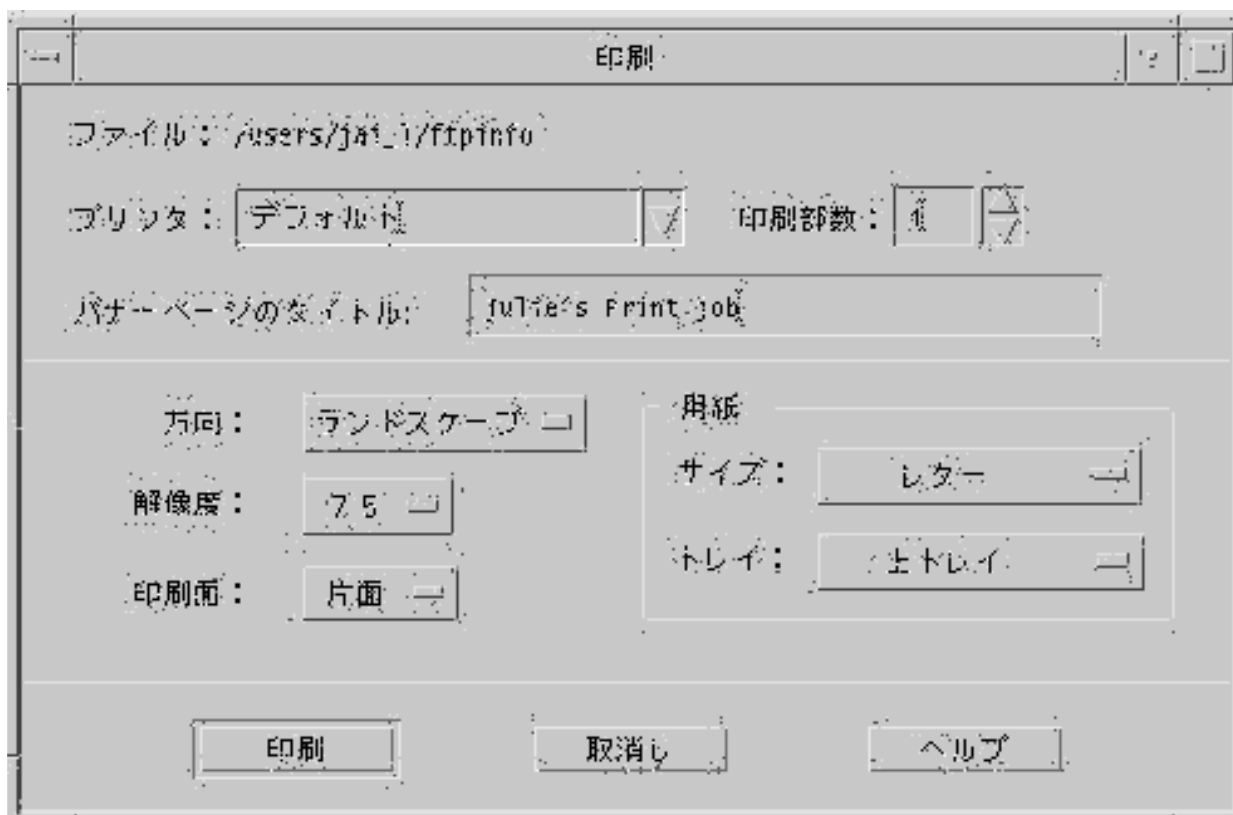 印刷
ファイル： /users/jai_l/ftpinfo
プリンタ： デフォルト 印刷部数： 1
バナーページのタイトル: Julie's Print job
方向： ランドスケープ 用紙
サイズ： レター
解像度： 75
トレイ： 主トレイ
印刷面： 片面
印刷 取消し ヘルプ